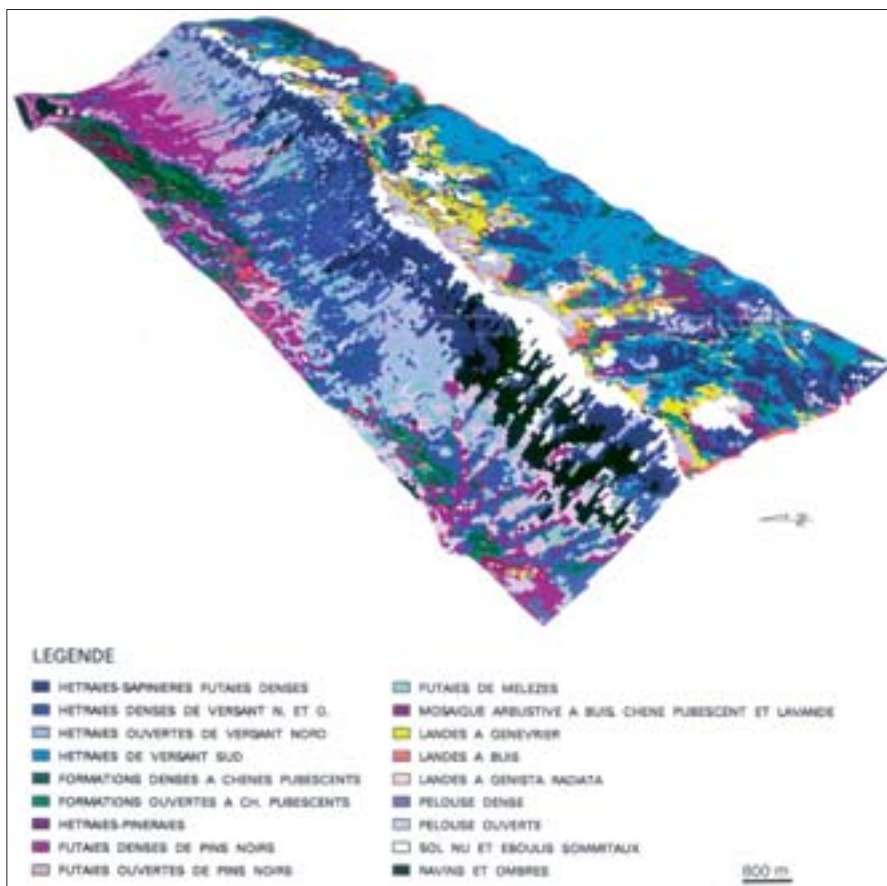 LEGENDE
HETRAIES-SAPINIERES FUTAIES DENSES
HETRAIES DENSES DE VERSANT N. ET O.
HETRAIES OUVERTES DE VERSANT NORD
HETRAIES DE VERSANT SUD
FORMATIONS DENSES A CHENES PUBESCENTS
FORMATIONS OUVERTES A CH. PUBESCENTS
HETRAIES-PINERAIES
FUTAIES DENSES DE PINS NOIRS
FUTAIES OUVERTES DE PINS NOIRS
FUTAIES DE MELEZES
MOSAIQUE ARBUSTIVE A BUIS, CHENE PUBESCENT ET LAVANDE
LANDES A GENEVRIER
LANDES A BUIS
LANDES A GENISTA RADIATA
PELOUSE DENSE
PELOUSE OUVERTE
SOL NU ET EBOULIS SOMMITAUX
RAVINS ET OMBRES
800 m